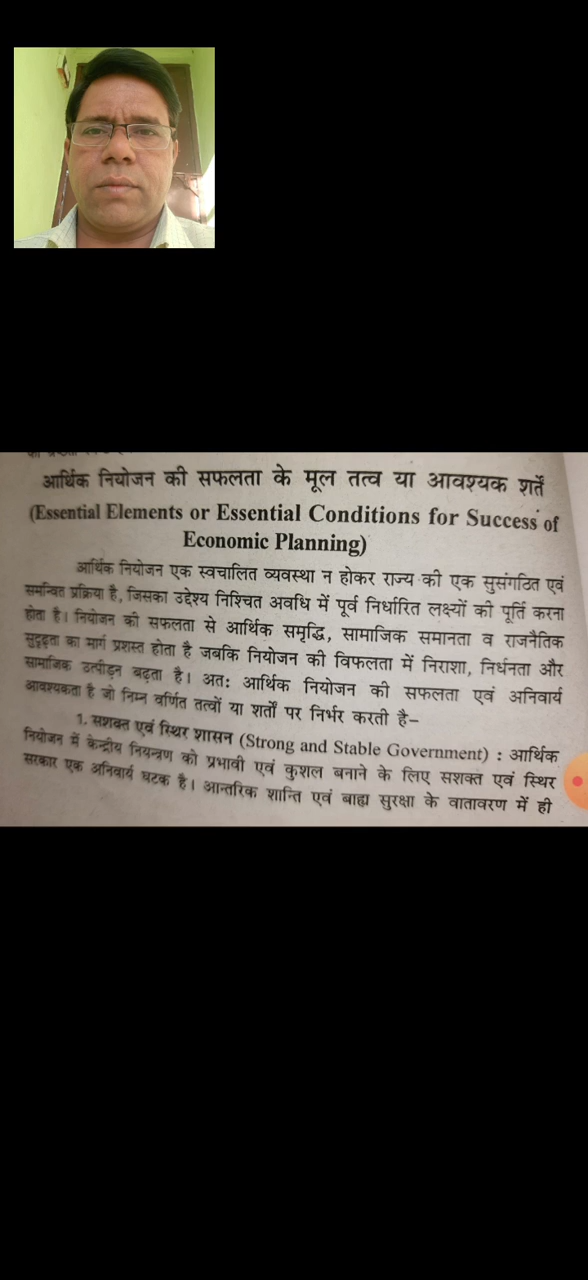 आर्थिक नियोजन की सफलता के मूल तत्व या आवश्यक शर्तें
(Essential Elements or Essential Conditions for Success of
Economic Planning)
आर्थिक नियोजन एक स्वचालित व्यवस्था न होकर राज्य की एक सुसंगठित एवं
समन्वित प्रक्रिया है, जिसका उद्देश्य निश्चित अवधि में पूर्व निर्धारित लक्ष्यों की पूर्ति करना
होता है। नियोजन की सफलता से आर्थिक समृद्धि, सामाजिक समानता व राजनैतिक
सुदृढ़ता का मार्ग प्रशस्त होता है जबकि नियोजन की विफलता में निराशा, निर्धनता और
सामाजिक उत्पीड़न बढ़ता है। अतः आर्थिक नियोजन की सफलता एवं अनिवार्य
आवश्यकता है जो निम्न वर्णित तत्वों या शर्तों पर निर्भर करती है–
1. सशक्त एवं स्थिर शासन (Strong and Stable Government) : आर्थिक
नियोजन में केन्द्रीय नियन्त्रण को प्रभावी एवं कुशल बनाने के लिए सशक्त एवं स्थिर
सरकार एक अनिवार्य घटक है। आन्तरिक शान्ति एवं बाह्य सुरक्षा के वातावरण में ही